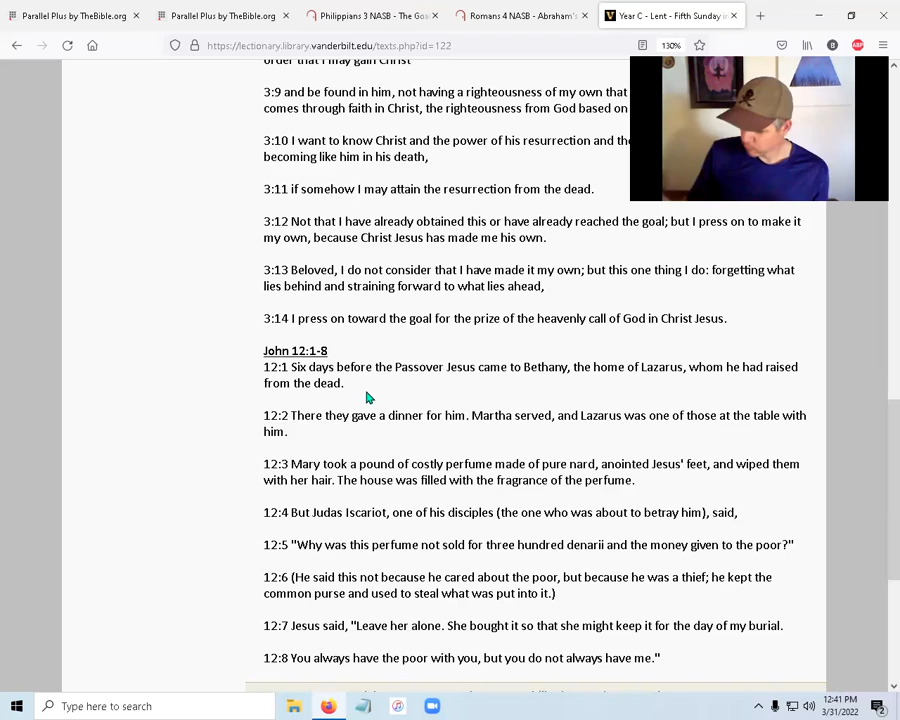 Parallel Plus by TheBible.org
Parallel Plus by TheBible.org
Philippians 3 NASB - The Goa
Romans 4 NASB - Abraham's
Year C - Lent - Fifth Sunday in
https://lectionary.library.vanderbilt.edu/texts.php?id=122
130%
B
ABP
order that I may gain Christ
3:9 and be found in him, not having a righteousness of my own that
comes through faith in Christ, the righteousness from God based on
3:10 I want to know Christ and the power of his resurrection and the
becoming like him in his death,
3:11 if somehow I may attain the resurrection from the dead.
3:12 Not that I have already obtained this or have already reached the goal; but I press on to make it
my own, because Christ Jesus has made me his own.
3:13 Beloved, I do not consider that I have made it my own; but this one thing I do: forgetting what
lies behind and straining forward to what lies ahead,
3:14 I press on toward the goal for the prize of the heavenly call of God in Christ Jesus.
John 12:1-8
12:1 Six days before the Passover Jesus came to Bethany, the home of Lazarus, whom he had raised
from the dead.
12:2 There they gave a dinner for him. Martha served, and Lazarus was one of those at the table with
him.
12:3 Mary took a pound of costly perfume made of pure nard, anointed Jesus' feet, and wiped them
with her hair. The house was filled with the fragrance of the perfume.
12:4 But Judas Iscariot, one of his disciples (the one who was about to betray him), said,
12:5 "Why was this perfume not sold for three hundred denarii and the money given to the poor?"
12:6 (He said this not because he cared about the poor, but because he was a thief; he kept the
common purse and used to steal what was put into it.)
12:7 Jesus said, "Leave her alone. She bought it so that she might keep it for the day of my burial.
12:8 You always have the poor with you, but you do not always have me."
Type here to search
12:41 PM
3/31/2022
2